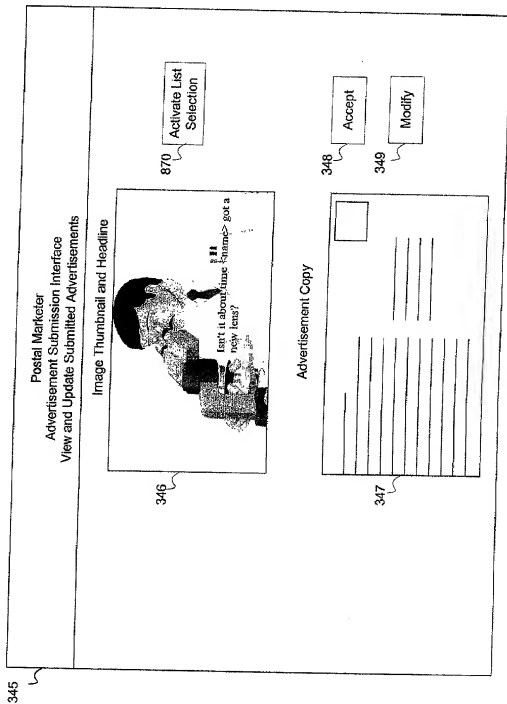 345
Postal Marketer
Advertisement Submission Interface
View and Update Submitted Advertisements
Image Thumbnail and Headline
346
Isn't it about time <name> got a
new lens?
870
Activate List
Selection
Advertisement Copy
347
348
Accept
349
Modify